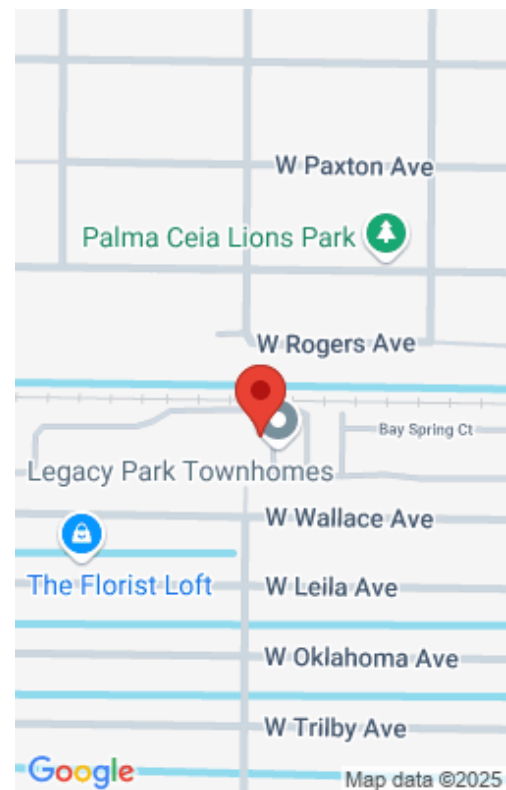 W Paxton Ave
Palma Ceia Lions Park
W Rogers Ave
Bay Spring Ct
Legacy Park Townhomes
W Wallace Ave
The Florist Loft
W Leila Ave
W Oklahoma Ave
W Trilby Ave
Google
Map data ©2025